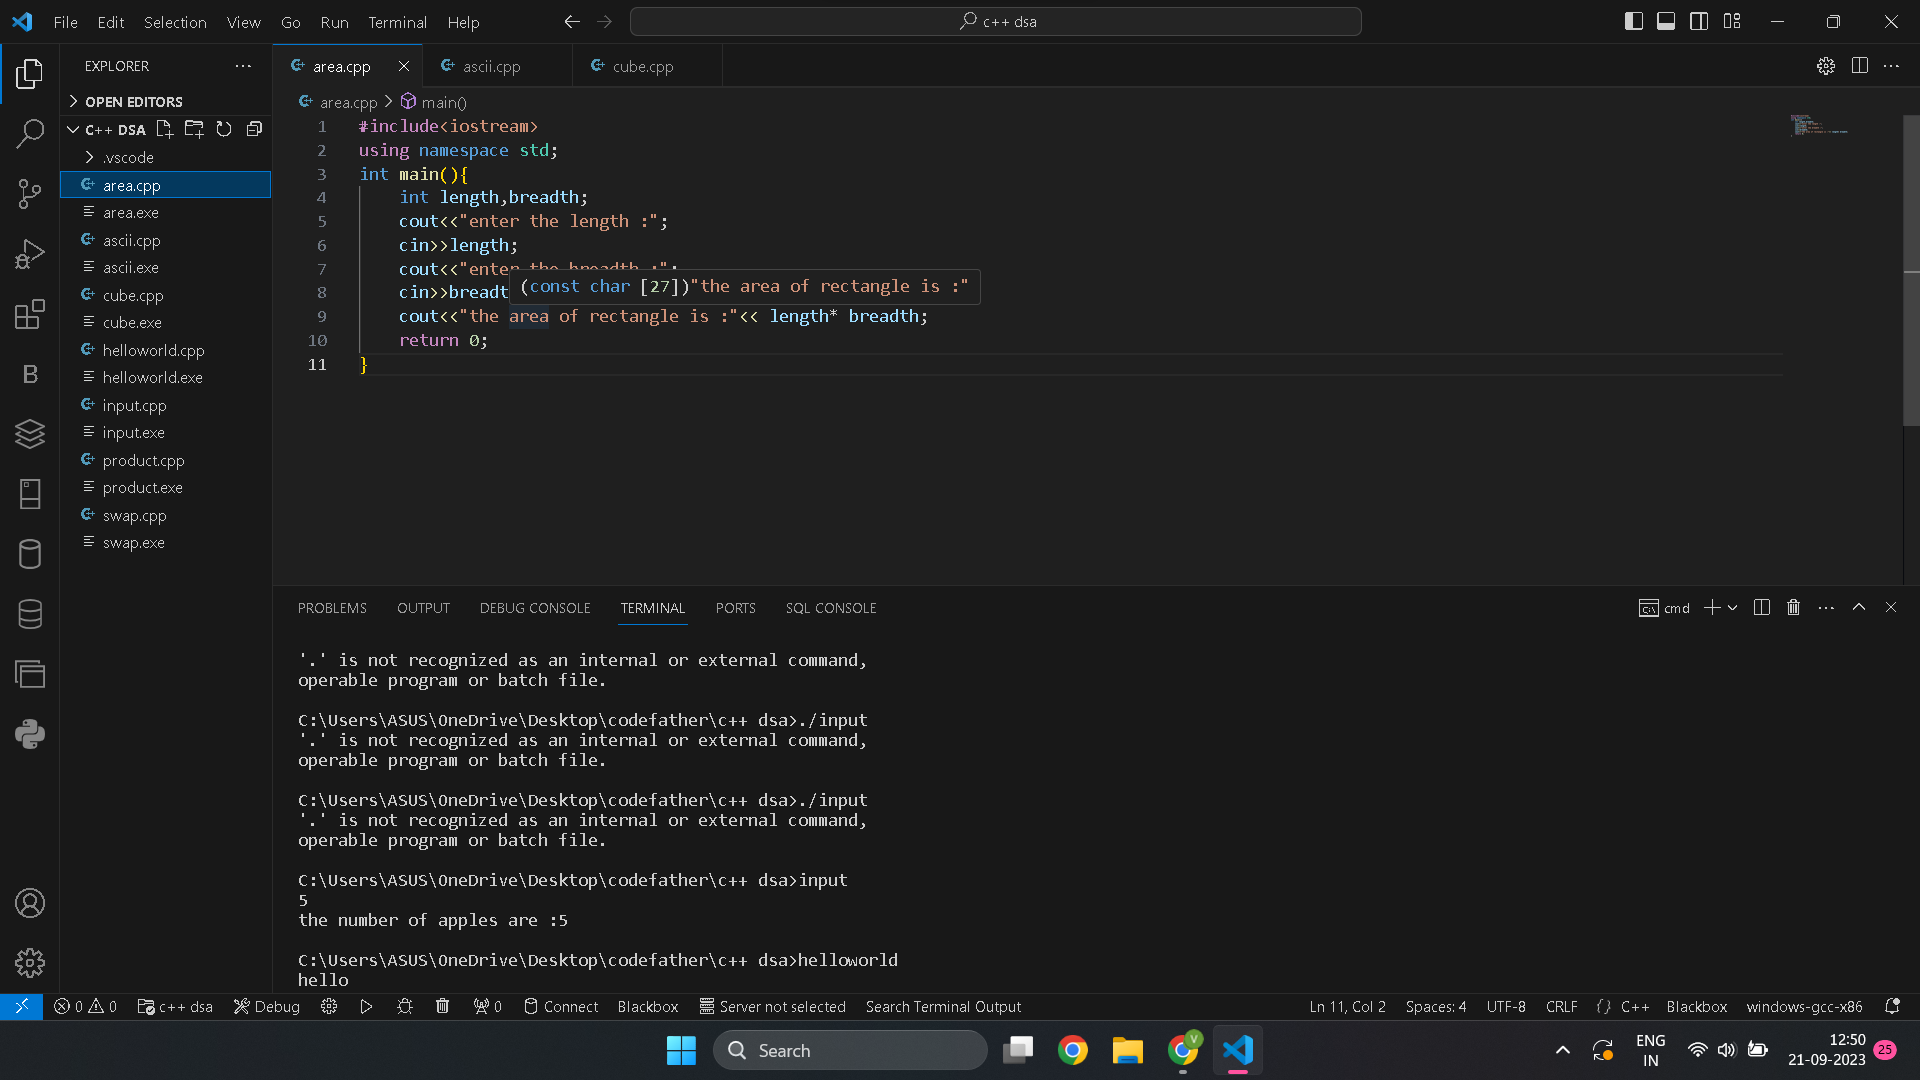 File Edit Selection View Go Run Terminal Help
c++ dsa
EXPLORER
OPEN EDITORS
C++ DSA
.vscode
area.cpp
area.exe
ascii.cpp
ascii.exe
cube.cpp
cube.exe
helloworld.cpp
helloworld.exe
input.cpp
input.exe
product.cpp
product.exe
swap.cpp
swap.exe
B
area.cpp ascii.cpp cube.cpp
area.cpp > main()
1 #include<iostream>
2 using namespace std;
3 int main(){
4 int length,breadth;
5 cout<<"enter the length :";
6 cin>>length;
7 cout<<"enter the breadth :";
8 cin>>breadt
(const char [27])"the area of rectangle is :"
9 cout<<"the area of rectangle is :"<< length* breadth;
10 return 0;
11 }
PROBLEMS OUTPUT DEBUG CONSOLE TERMINAL PORTS SQL CONSOLE
cmd
'.' is not recognized as an internal or external command,
operable program or batch file.
C:\Users\ASUS\OneDrive\Desktop\codefather\c++ dsa>./input
'.' is not recognized as an internal or external command,
operable program or batch file.
C:\Users\ASUS\OneDrive\Desktop\codefather\c++ dsa>./input
'.' is not recognized as an internal or external command,
operable program or batch file.
C:\Users\ASUS\OneDrive\Desktop\codefather\c++ dsa>input
5
the number of apples are :5
C:\Users\ASUS\OneDrive\Desktop\codefather\c++ dsa>helloworld
hello
0 0 c++ dsa Debug 0 Connect Blackbox Server not selected Search Terminal Output
Ln 11, Col 2 Spaces: 4 UTF-8 CRLF {} C++ Blackbox windows-gcc-x86
Search
V
ENG
IN
12:50
21-09-2023
25